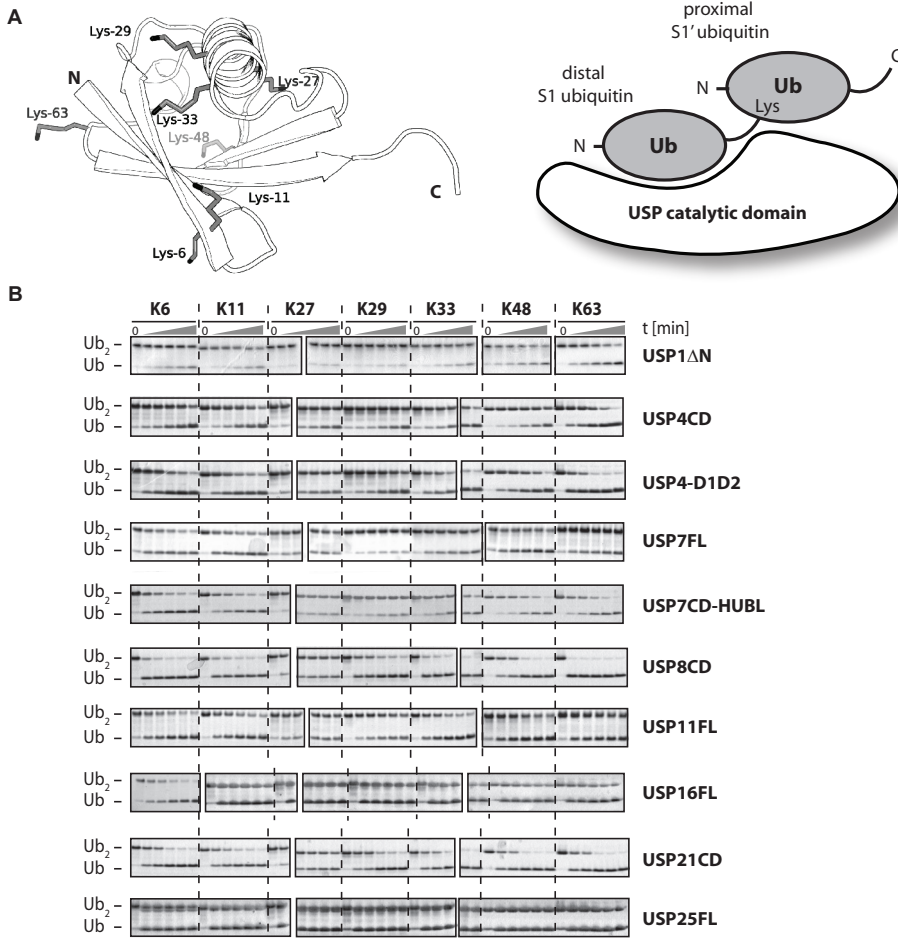 A
Lys-29
N
Lys-27
Lys-63
Lys-33
Lys-48
Lys-11
C
Lys-6
proximal
S1' ubiquitin
distal
S1 ubiquitin
N
Ub
C
Lys
N
Ub
USP catalytic domain
B
K6 K11 K27 K29 K33 K48 K63
0 0 0 0 0 0 0 t [min]
Ub2 –
Ub – USP1ΔN
Ub2 –
Ub – USP4CD
Ub2 –
Ub – USP4-D1D2
Ub2 –
Ub – USP7FL
Ub2 –
Ub – USP7CD-HUBL
Ub2 –
Ub – USP8CD
Ub2 –
Ub – USP11FL
Ub2 –
Ub – USP16FL
Ub2 –
Ub – USP21CD
Ub2 –
Ub – USP25FL